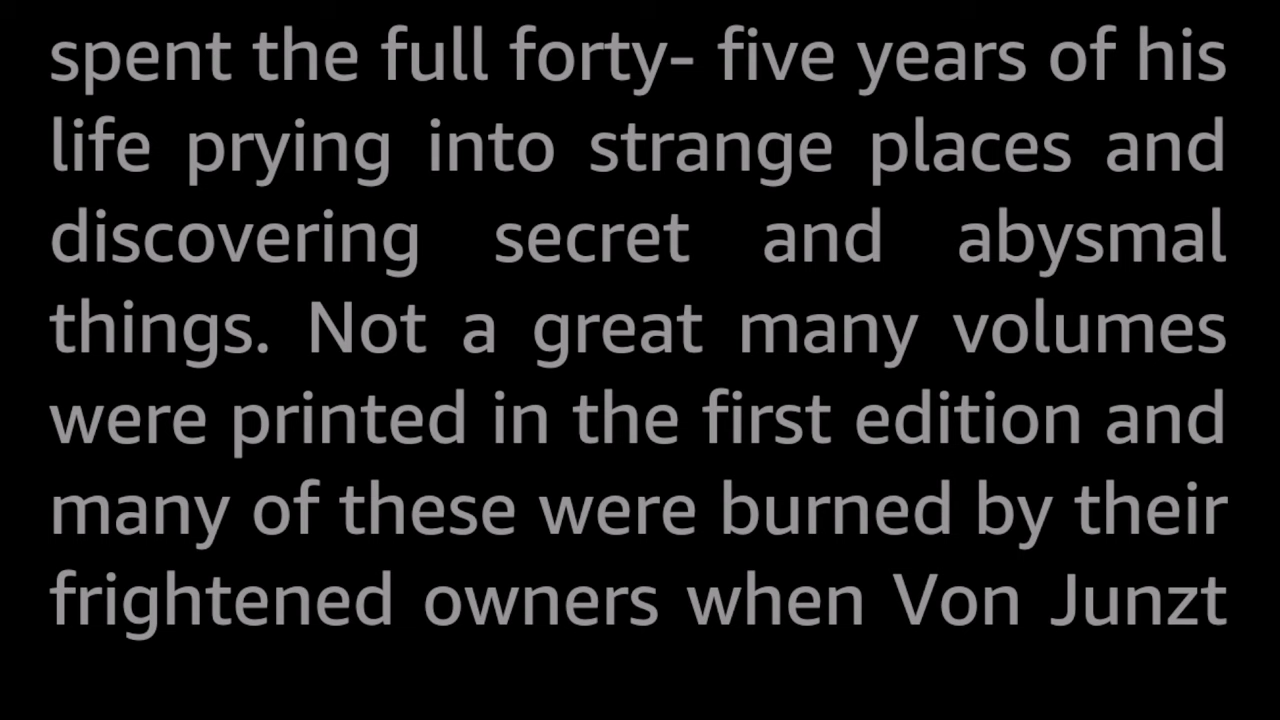 spent the full forty- five years of his
life prying into strange places and
discovering secret and abysmal
things. Not a great many volumes
were printed in the first edition and
many of these were burned by their
frightened owners when Von Junzt